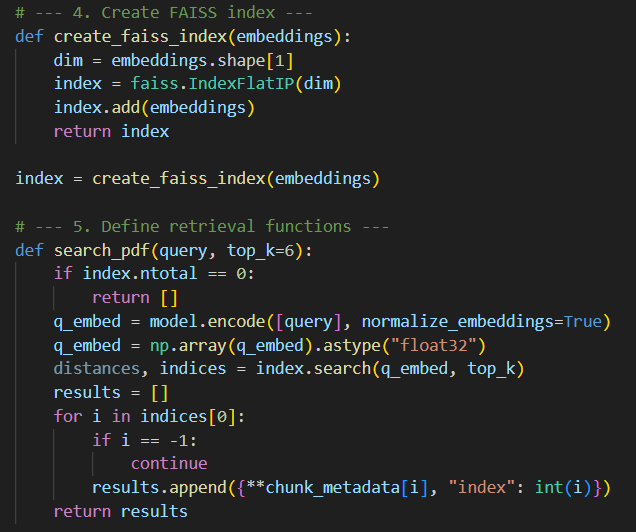 # --- 4. Create FAISS index ---
def create_faiss_index(embeddings):
    dim = embeddings.shape[1]
    index = faiss.IndexFlatIP(dim)
    index.add(embeddings)
    return index

index = create_faiss_index(embeddings)

# --- 5. Define retrieval functions ---
def search_pdf(query, top_k=6):
    if index.ntotal == 0:
        return []
    q_embed = model.encode([query], normalize_embeddings=True)
    q_embed = np.array(q_embed).astype("float32")
    distances, indices = index.search(q_embed, top_k)
    results = []
    for i in indices[0]:
        if i == -1:
            continue
        results.append({**chunk_metadata[i], "index": int(i)})
    return results